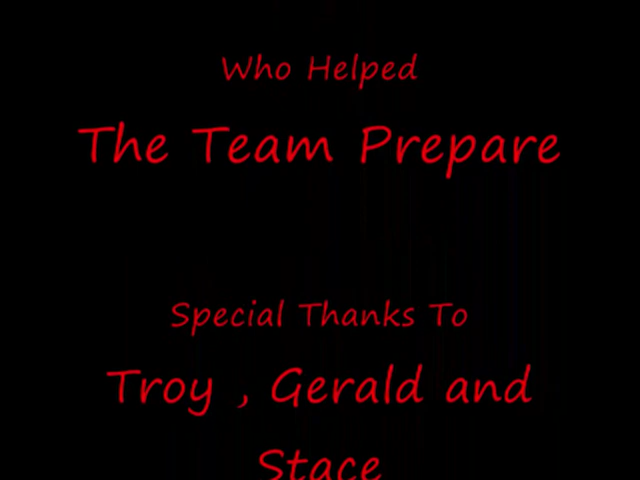 Who Helped
The Team Prepare
Special Thanks To
Troy , Gerald and
Stace